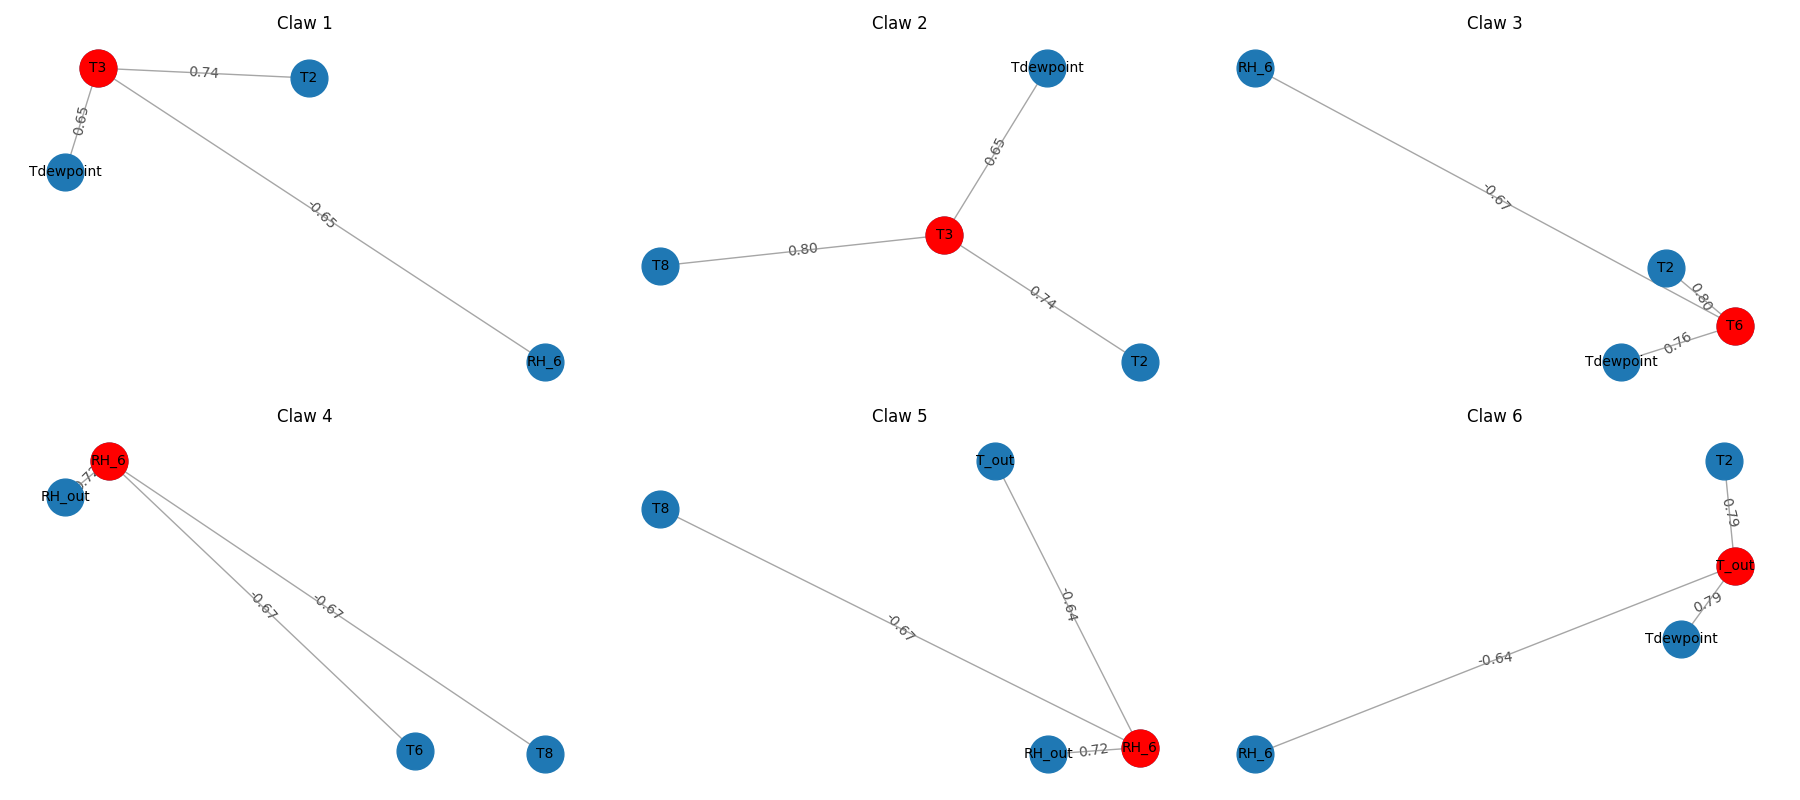 Claw 1
T3
0.74
T2
0.65
Tdewpoint
-0.65
RH_6
Claw 2
Tdewpoint
0.65
T3
T8
0.80
0.74
T2
Claw 3
RH_6
-0.67
T2
0.80
T6
0.76
Tdewpoint
Claw 4
RH_6
RH_out
-0.67
-0.67
T6
T8
Claw 5
T_out
T8
-0.64
-0.67
RH_out
0.72
RH_6
Claw 6
T2
0.79
T_out
0.79
Tdewpoint
-0.64
RH_6